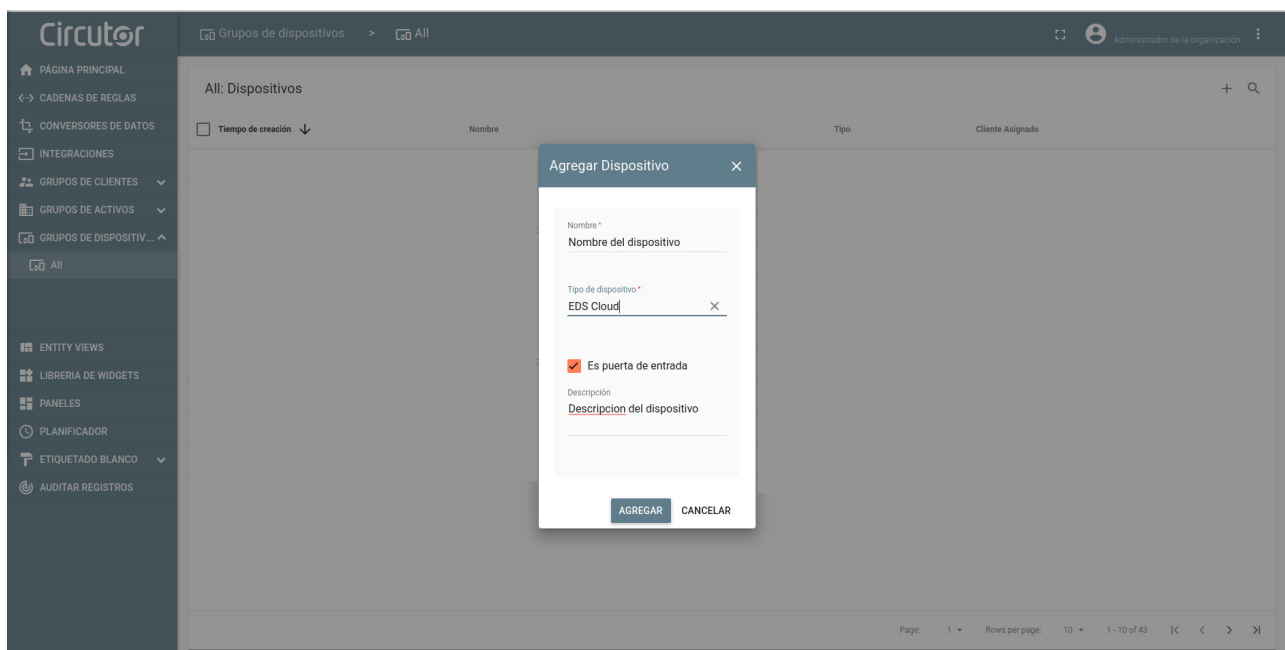 Circutor
Grupos de dispositivos > All
Administrador de la organización
PÁGINA PRINCIPAL
CADENAS DE REGLAS
CONVERSORES DE DATOS
INTEGRACIONES
GRUPOS DE CLIENTES
GRUPOS DE ACTIVOS
GRUPOS DE DISPOSITIV...
All
ENTITY VIEWS
LIBRERIA DE WIDGETS
PANELES
PLANIFICADOR
ETIQUETADO BLANCO
AUDITAR REGISTROS
All: Dispositivos
Tiempo de creación Nombre Tipo Cliente Asignado
Agregar Dispositivo
Nombre *
Nombre del dispositivo
Tipo de dispositivo *
EDS Cloud
Es puerta de entrada
Descripción
Descripcion del dispositivo
AGREGAR CANCELAR
Page: 1 Rows per page: 10 1 - 10 of 43